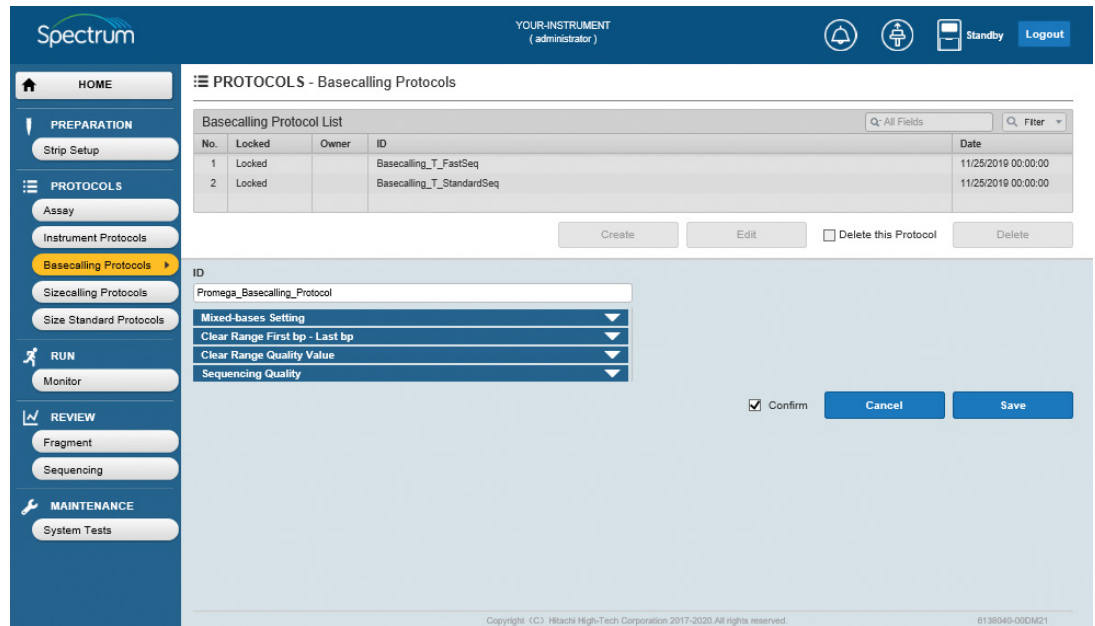 Spectrum
YOUR-INSTRUMENT
( administrator )
Standby
Logout
HOME
PREPARATION
Strip Setup
PROTOCOLS
Assay
Instrument Protocols
Basecalling Protocols
Sizecalling Protocols
Size Standard Protocols
RUN
Monitor
REVIEW
Fragment
Sequencing
MAINTENANCE
System Tests
PROTOCOLS - Basecalling Protocols
Basecalling Protocol List
All Fields
Filter
No. Locked Owner ID Date
1 Locked Basecalling_T_FastSeq 11/25/2019 00:00:00
2 Locked Basecalling_T_StandardSeq 11/25/2019 00:00:00
Create Edit Delete this Protocol Delete
ID
Promega_Basecalling_Protocol
Mixed-bases Setting
Clear Range First bp - Last bp
Clear Range Quality Value
Sequencing Quality
Confirm Cancel Save
Copyright (C) Hitachi High-Tech Corporation 2017-2020.All rights reserved. 6138040-00DM21